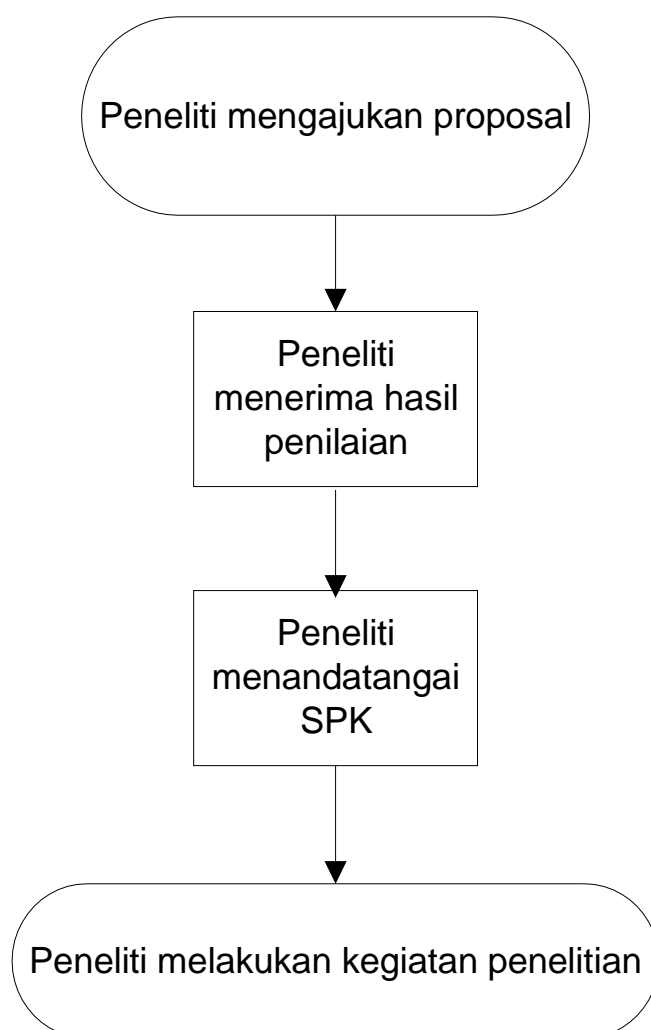 Peneliti mengajukan proposal
Peneliti
menerima hasil
penilaian
Peneliti
menandatangai
SPK
Peneliti melakukan kegiatan penelitian